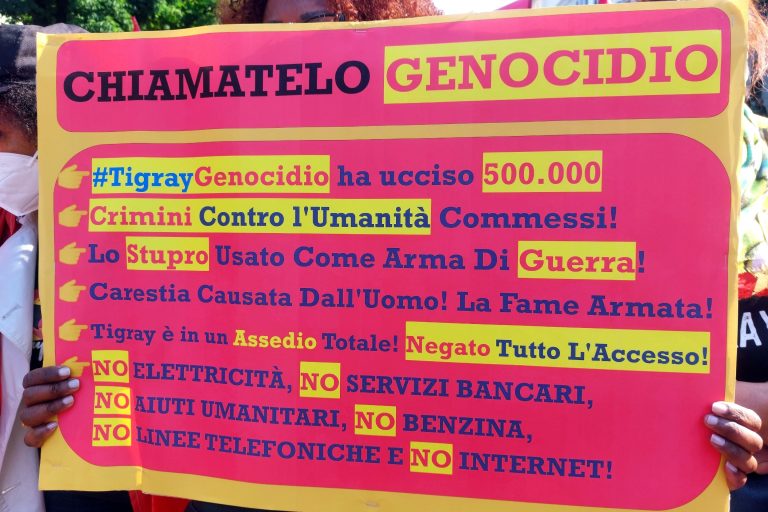 CHIAMATELO GENOCIDIO
#TigrayGenocidio ha ucciso 500.000
Crimini Contro l'Umanità Commessi!
Lo Stupro Usato Come Arma Di Guerra!
Carestia Causata Dall'Uomo! La Fame Armata!
Tigray è in un Assedio Totale! Negato Tutto L'Accesso!
NO ELETTRICITÀ, NO SERVIZI BANCARI,
NO AIUTI UMANITARI, NO BENZINA,
NO LINEE TELEFONICHE E NO INTERNET!